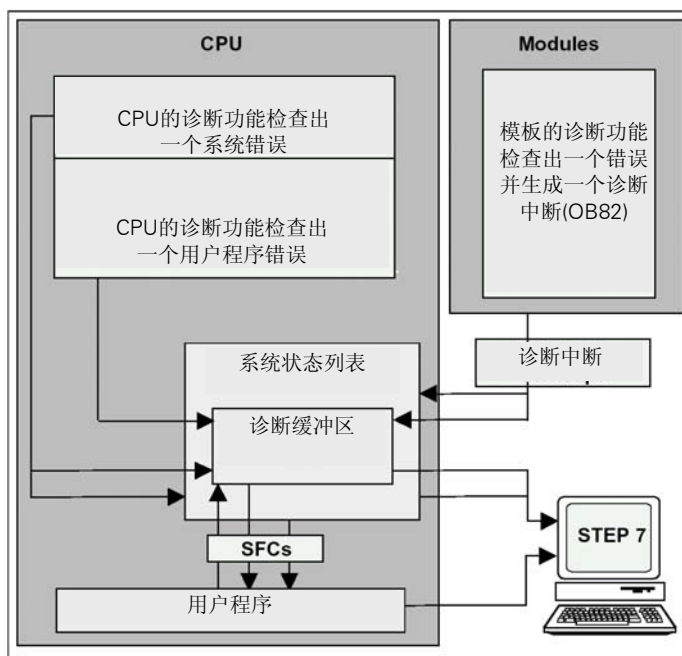 CPU
CPU的诊断功能检查出
一个系统错误
CPU的诊断功能检查出
一个用户程序错误
Modules
模板的诊断功能
检查出一个错误
并生成一个诊断
中断(OB82)
诊断中断
系统状态列表
诊断缓冲区
SFCs
用户程序
STEP 7